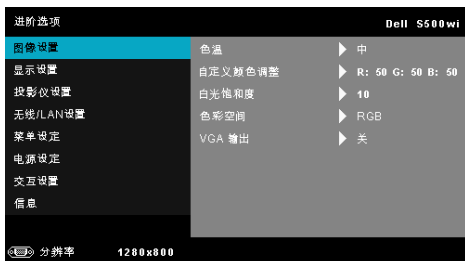 进阶选项 Dell S500wi
图像设置
显示设置
投影仪设置
无线/LAN设置
菜单设定
电源设定
交互设置
信息
色温 中
自定义颜色调整 R: 50 G: 50 B: 50
白光饱和度 10
色彩空间 RGB
VGA 输出 关
分辨率 1280x800